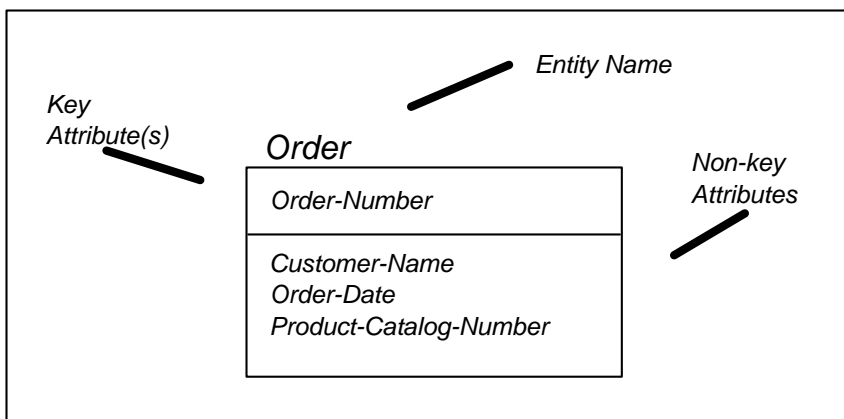 Entity Name
Key
Attribute(s)
Order
Non-key
Attributes
Order-Number
Customer-Name
Order-Date
Product-Catalog-Number